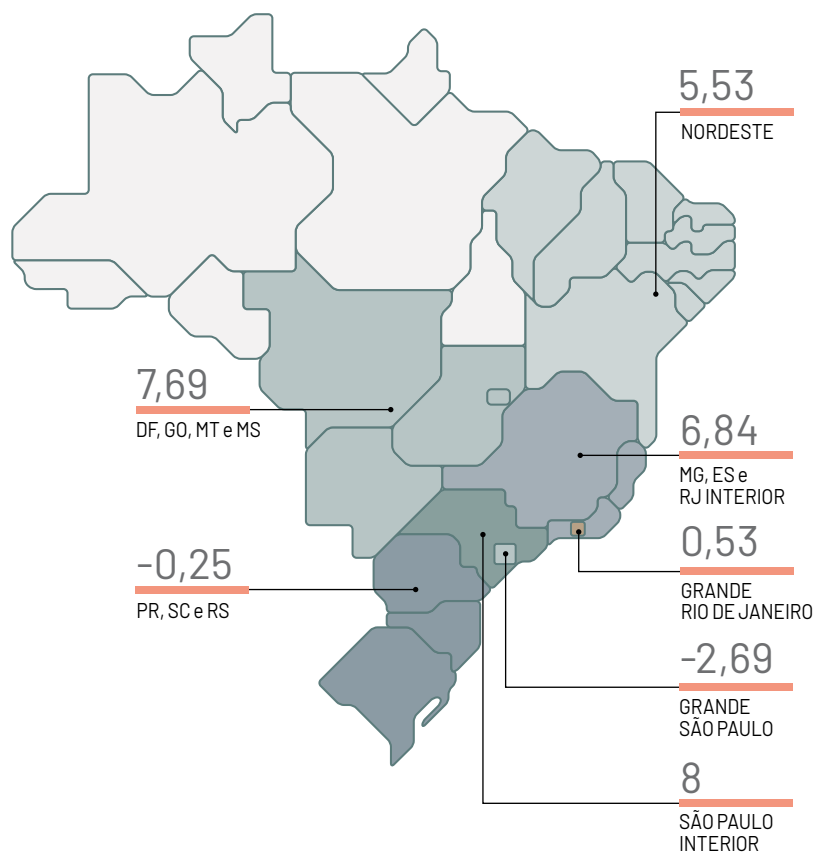 5,53
NORDESTE
7,69
DF, GO, MT e MS
6,84
MG, ES e
RJ INTERIOR
0,53
GRANDE
RIO DE JANEIRO
-0,25
PR, SC e RS
-2,69
GRANDE
SÃO PAULO
8
SÃO PAULO
INTERIOR